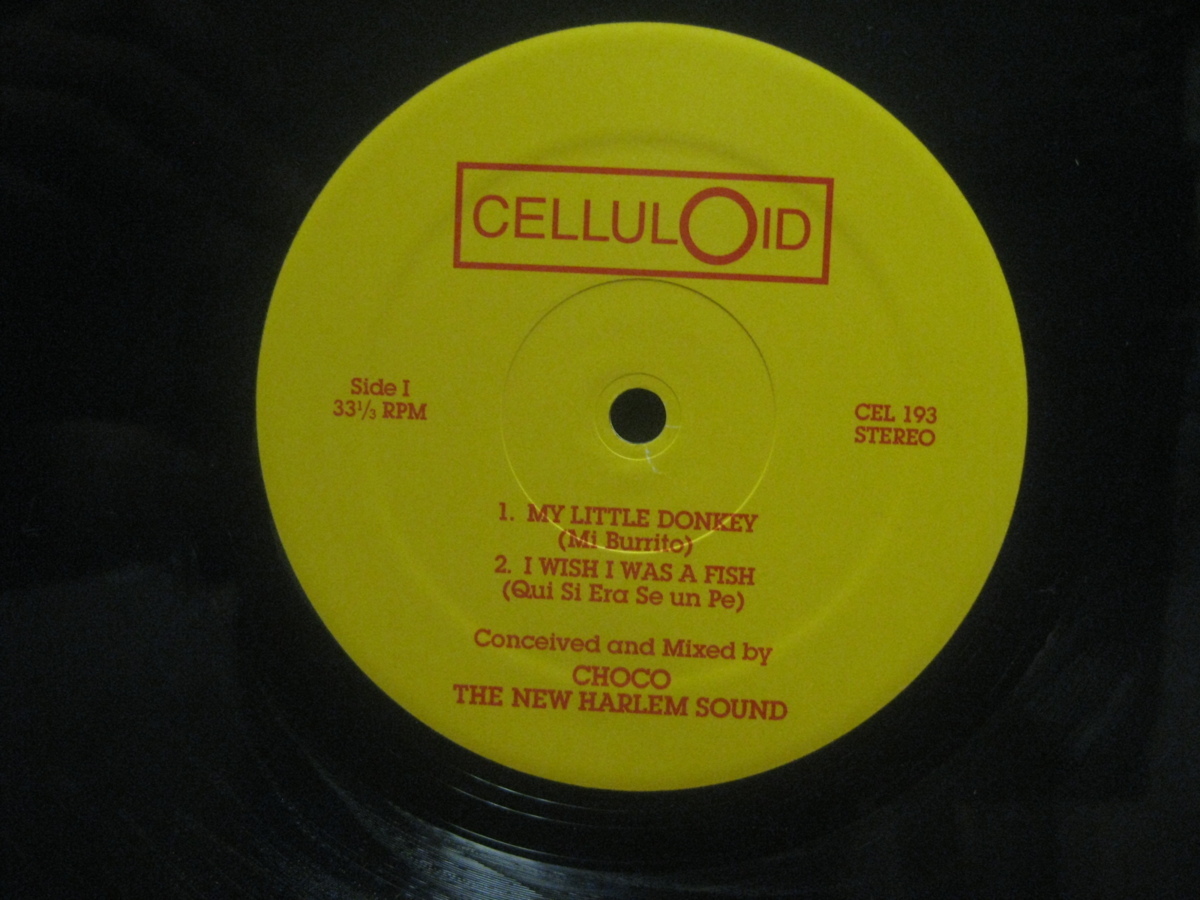 CELLULOID
Side I
33⅓ RPM
CEL 193
STEREO
1. MY LITTLE DONKEY
(Mi Burrito)
2. I WISH I WAS A FISH
(Qui Si Era Se un Pe)
Conceived and Mixed by
CHOCO
THE NEW HARLEM SOUND